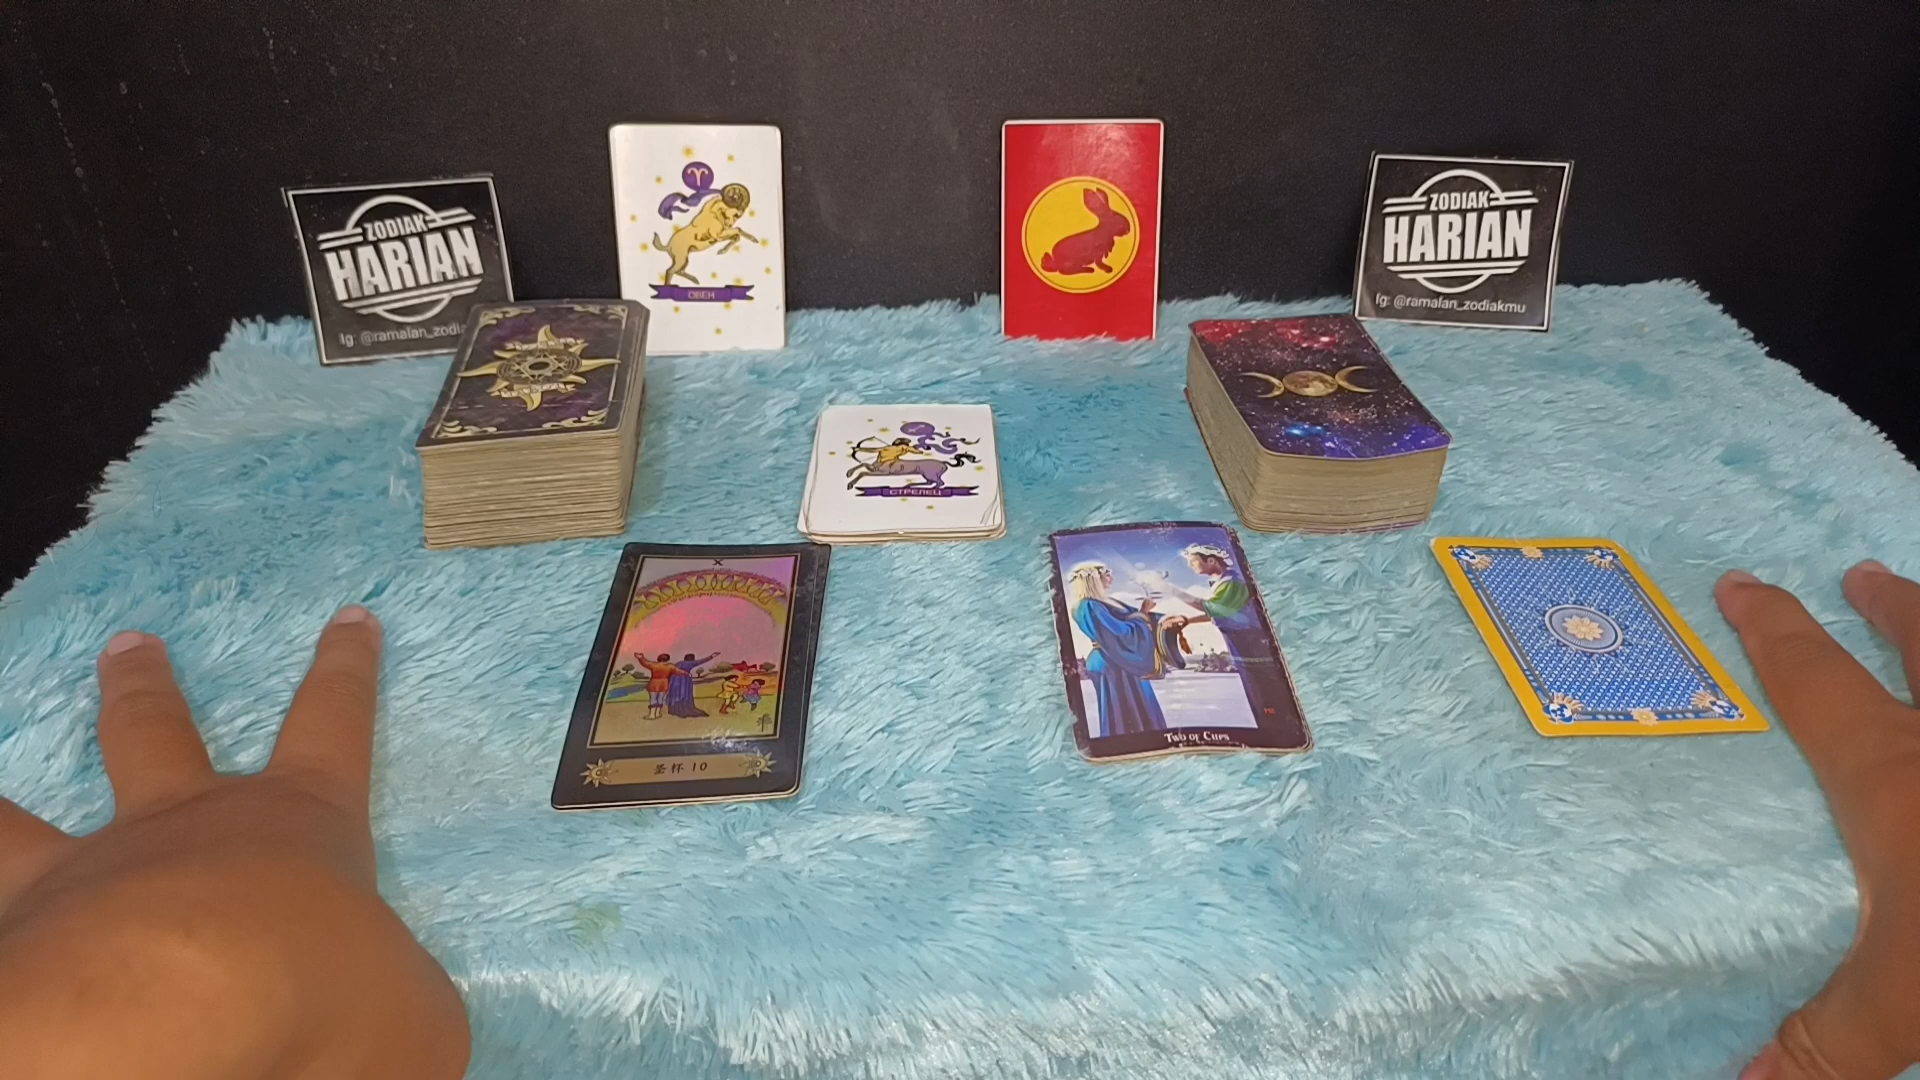 ZODIAK
HARIAN
Ig: @ramalan_zodia
ОВЕН
ZODIAK
HARIAN
Ig: @ramalan_zodiakmu
СТРЕЛЕЦ
X
圣杯 10
TWO OF CUPS